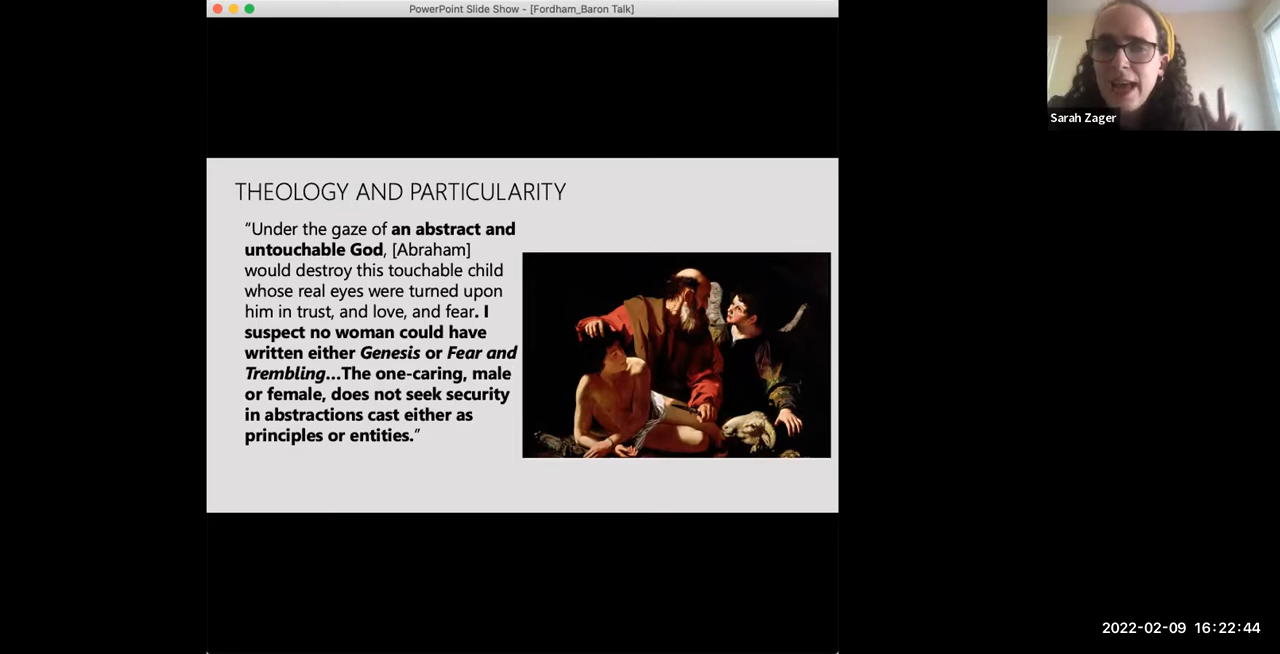 PowerPoint Slide Show - [Fordham_Baron Talk]
Sarah Zager
THEOLOGY AND PARTICULARITY
“Under the gaze of an abstract and
untouchable God, [Abraham]
would destroy this touchable child
whose real eyes were turned upon
him in trust, and love, and fear. I
suspect no woman could have
written either Genesis or Fear and
Trembling...The one-caring, male
or female, does not seek security
in abstractions cast either as
principles or entities.”
2022-02-09 16:22:44